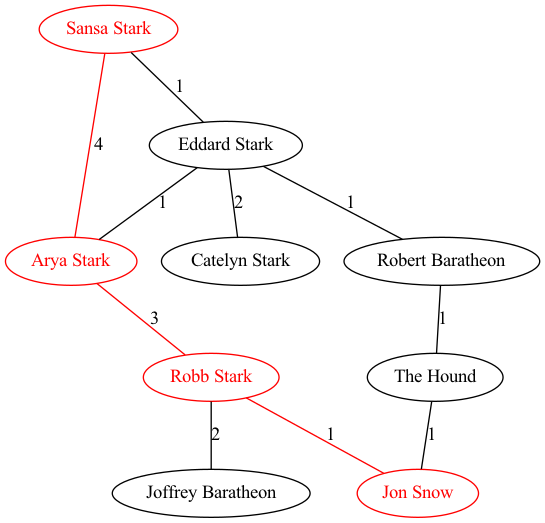 Sansa Stark
1
4
Eddard Stark
1
2
1
Arya Stark
Catelyn Stark
Robert Baratheon
3
1
Robb Stark
The Hound
2
1
1
Joffrey Baratheon
Jon Snow